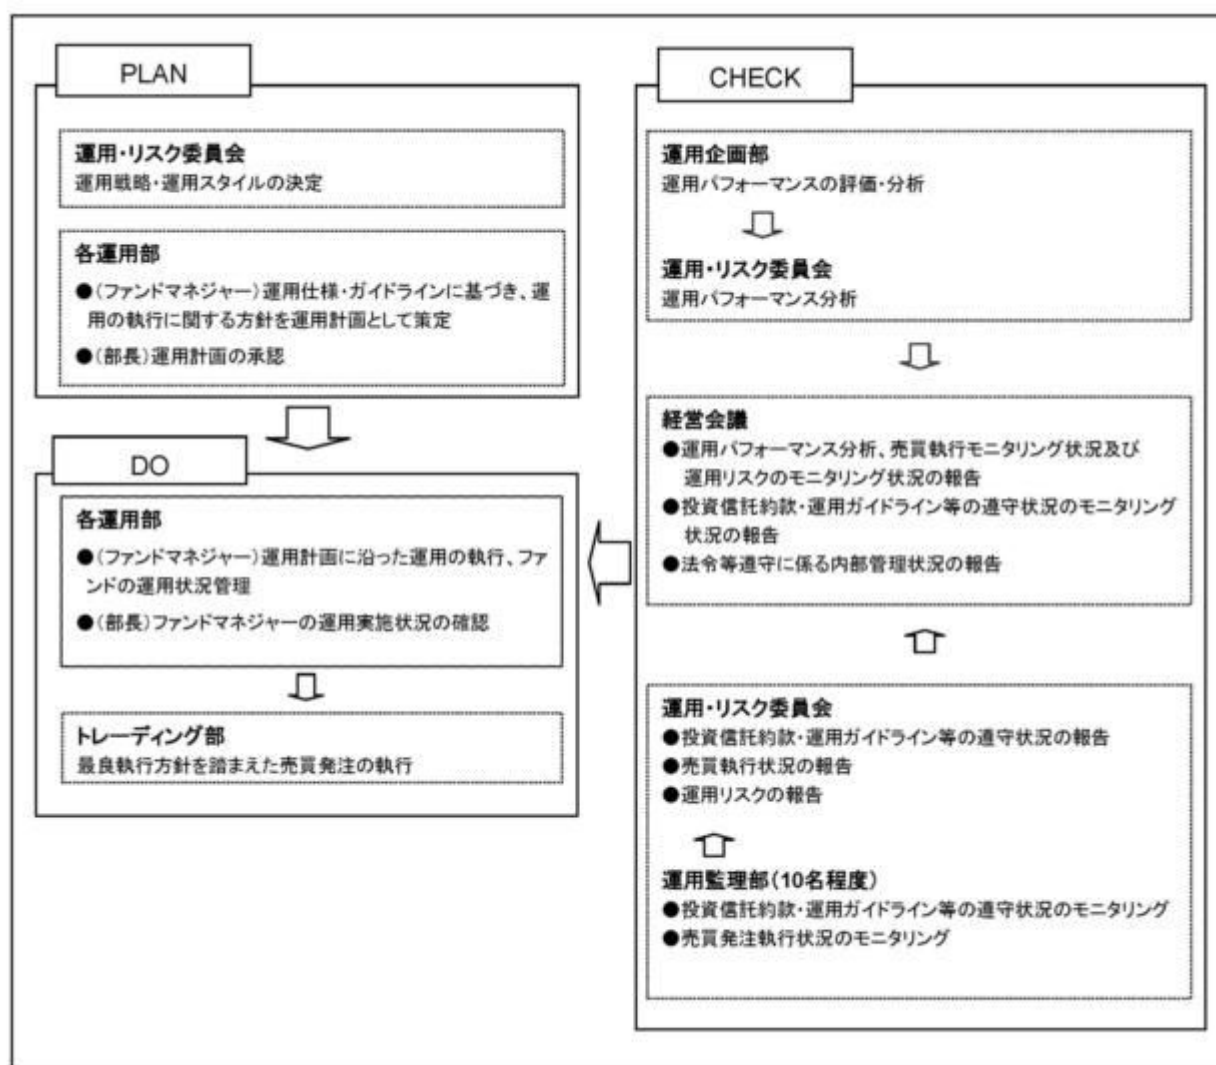 PLAN
運用・リスク委員会
運用戦略・運用スタイルの決定
各運用部
●（ファンドマネジャー）運用仕様・ガイドラインに基づき、運
用の執行に関する方針を運用計画として策定
●（部長）運用計画の承認
DO
各運用部
●（ファンドマネジャー）運用計画に沿った運用の執行、ファ
ンドの運用状況管理
●（部長）ファンドマネジャーの運用実施状況の確認
トレーディング部
最良執行方針を踏まえた売買発注の執行
CHECK
運用企画部
運用パフォーマンスの評価・分析
運用・リスク委員会
運用パフォーマンス分析
経営会議
●運用パフォーマンス分析、売買執行モニタリング状況及び
運用リスクのモニタリング状況の報告
●投資信託約款・運用ガイドライン等の遵守状況のモニタリング
状況の報告
●法令等遵守に係る内部管理状況の報告
運用・リスク委員会
●投資信託約款・運用ガイドライン等の遵守状況の報告
●売買執行状況の報告
●運用リスクの報告
運用監理部（10名程度）
●投資信託約款・運用ガイドライン等の遵守状況のモニタリング
●売買発注執行状況のモニタリング